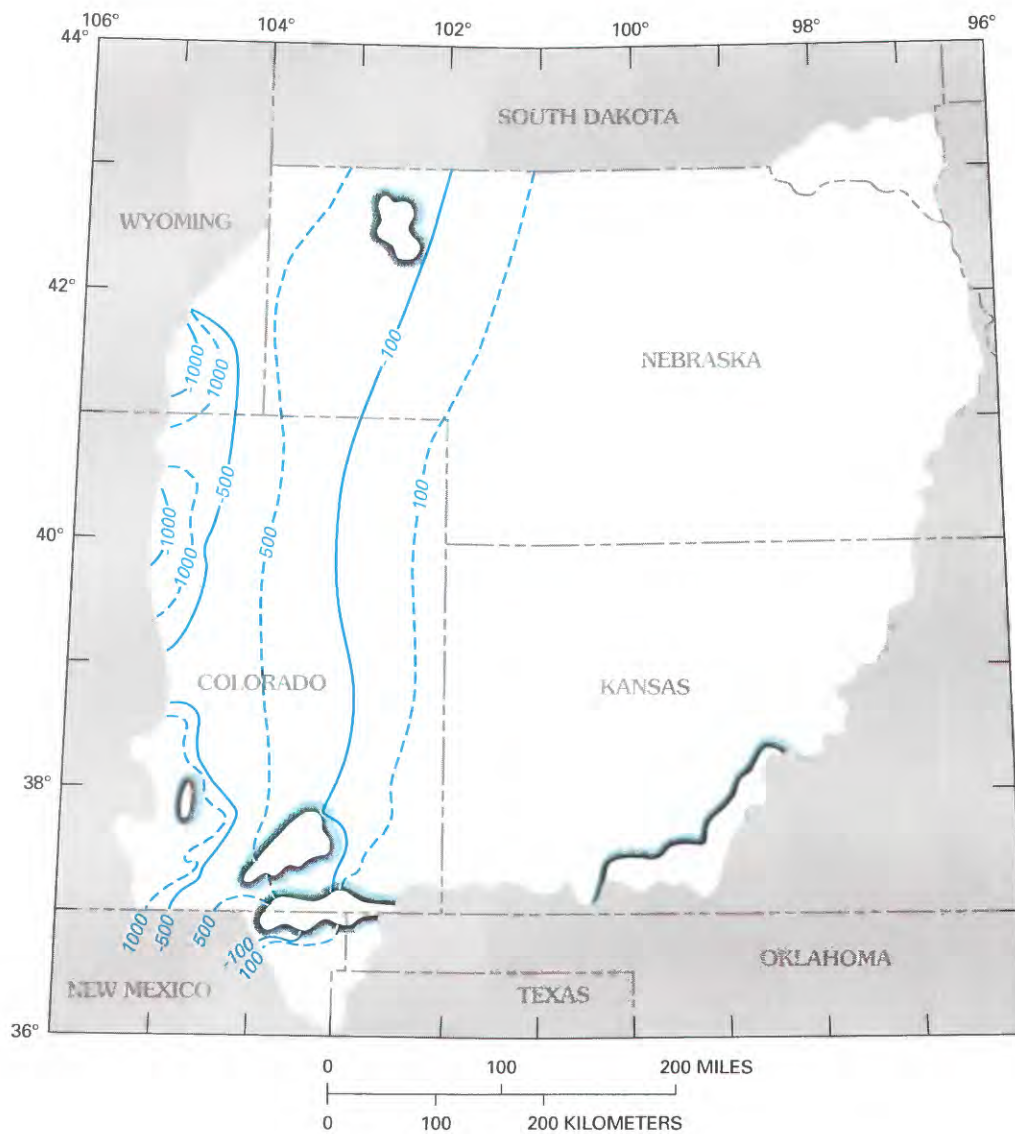 106° 104° 102° 100° 98° 96°
44°
SOUTH DAKOTA
WYOMING
42°
-1000
1000
-100
NEBRASKA
-500
100
500
-1000
-1000
40°
COLORADO
KANSAS
38°
1000
-500
500
-100
100
OKLAHOMA
NEW MEXICO
TEXAS
36°
0 100 200 MILES
0 100 200 KILOMETERS